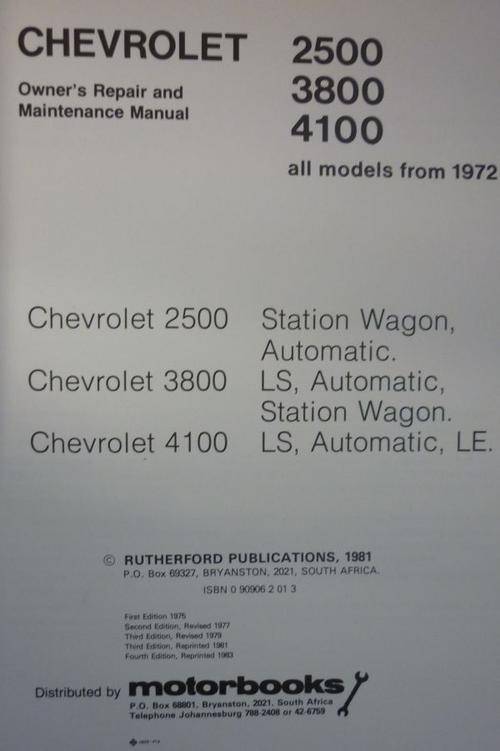 CHEVROLET
Owner's Repair and
Maintenance Manual
2500
3800
4100
all models from 1972
Chevrolet 2500 Station Wagon,
Automatic.
Chevrolet 3800 LS, Automatic,
Station Wagon.
Chevrolet 4100 LS, Automatic, LE.
© RUTHERFORD PUBLICATIONS, 1981
P.O. Box 69327, BRYANSTON, 2021, SOUTH AFRICA.
ISBN 0 90906 2 01 3
First Edition 1975
Second Edition, Revised 1977
Third Edition, Revised 1979
Third Edition, Reprinted 1981
Fourth Edition, Reprinted 1983
Distributed by motorbooks
P.O. Box 68801, Bryanston, 2021. South Africa
Telephone Johannesburg 788-2408 or 42-6759